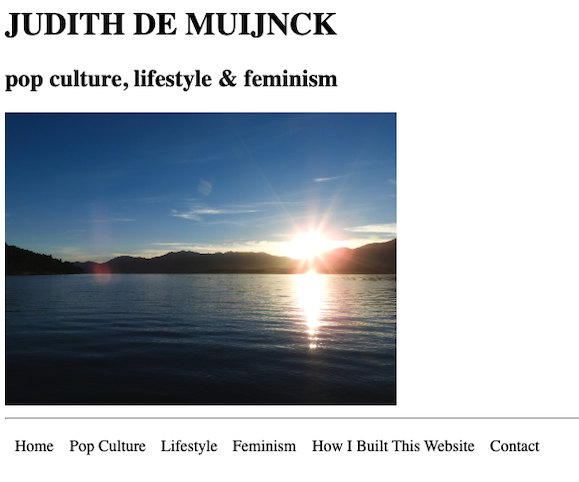 JUDITH DE MUIJNCK
pop culture, lifestyle & feminism
Home Pop Culture Lifestyle Feminism How I Built This Website Contact